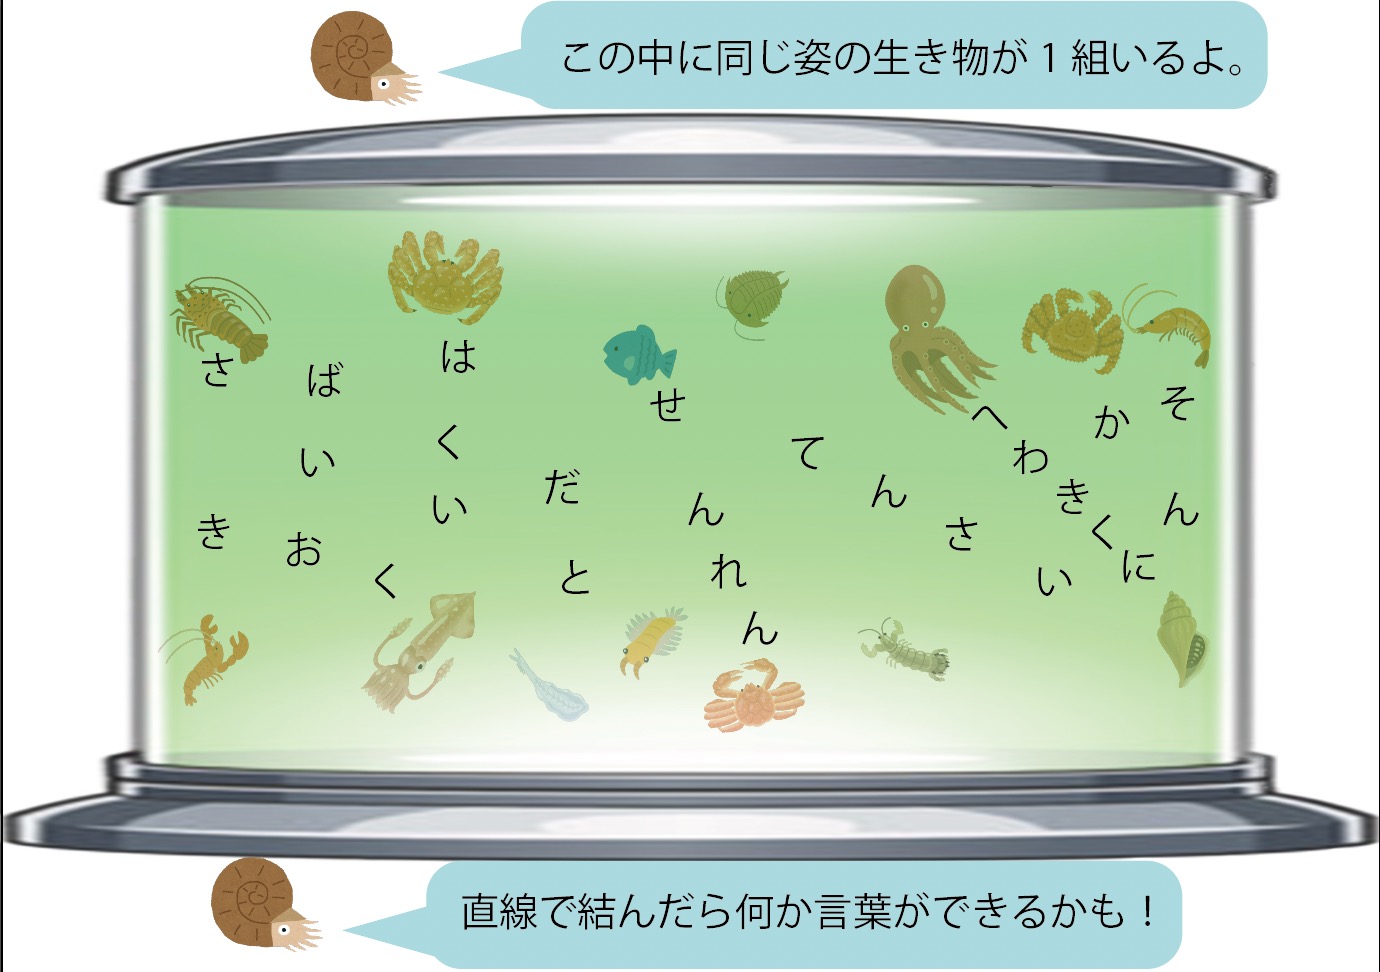 この中に同じ姿の生き物が1組いるよ。
は
さ
ば
せ
そ
へ
か
く
て
わ
い
だ
ん
き
い
ん
ん
き
さ
く
お
に
れ
く
と
い
ん
直線で結んだら何か言葉ができるかも！